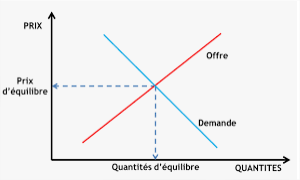 PRIX
Offre
Prix
d'équilibre
Demande
Quantités d'équilibre
QUANTITES